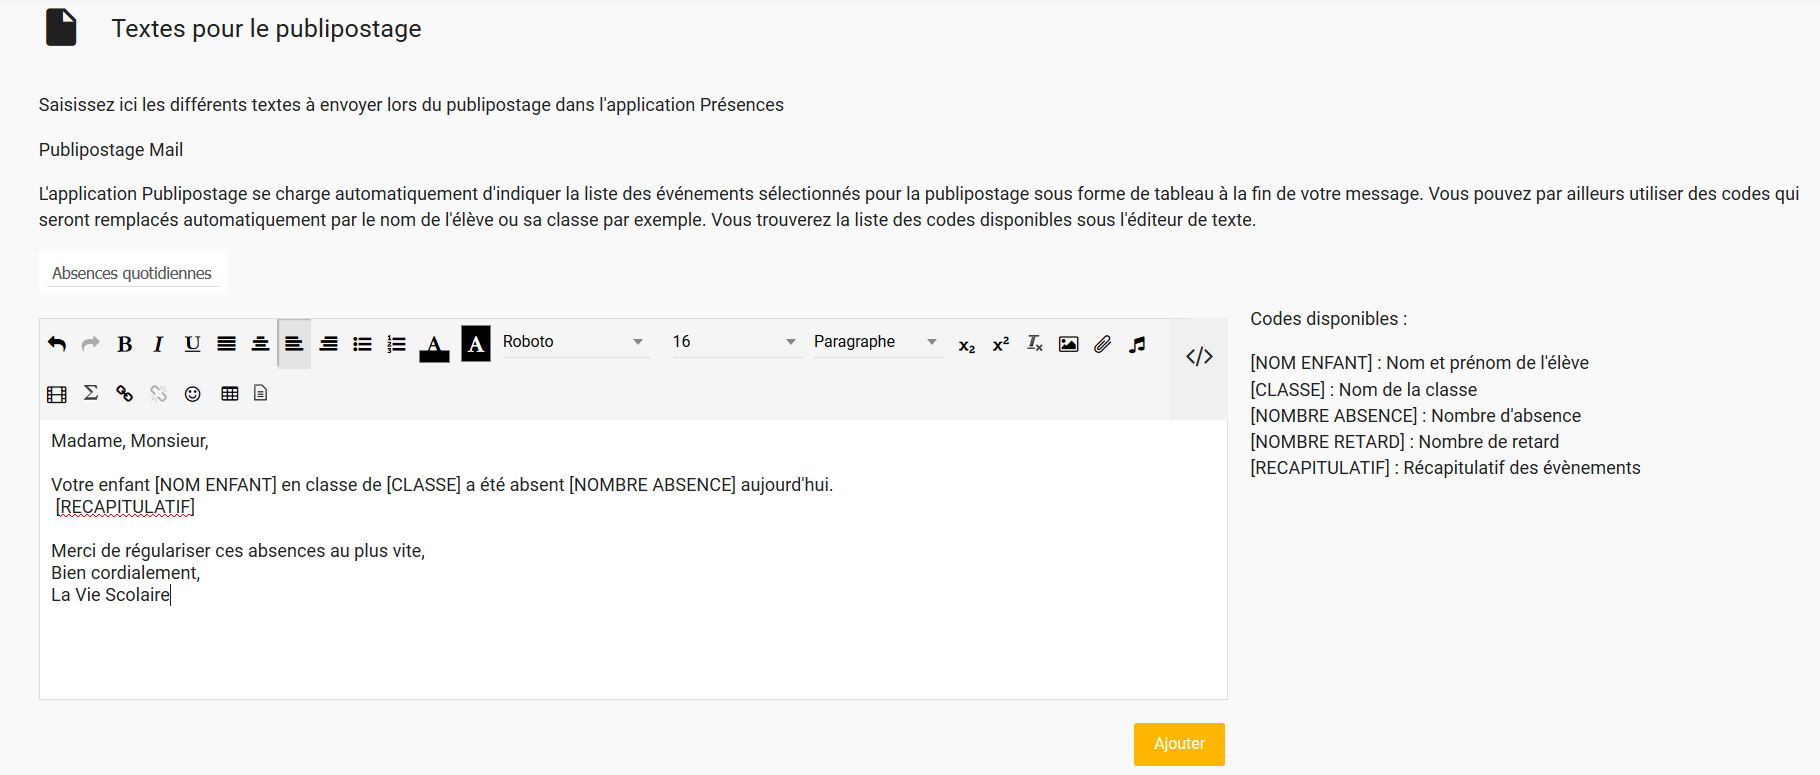 Textes pour le publipostage
Saisissez ici les différents textes à envoyer lors du publipostage dans l'application Présences
Publipostage Mail
L'application Publipostage se charge automatiquement d'indiquer la liste des événements sélectionnés pour la publipostage sous forme de tableau à la fin de votre message. Vous pouvez par ailleurs utiliser des codes qui
seront remplacés automatiquement par le nom de l'élève ou sa classe par exemple. Vous trouverez la liste des codes disponibles sous l'éditeur de texte.
Absences quotidiennes
B I U A A Roboto 16 Paragraphe x₂ x² Tx </>
Σ
Madame, Monsieur,
Votre enfant [NOM ENFANT] en classe de [CLASSE] a été absent [NOMBRE ABSENCE] aujourd'hui.
[RECAPITULATIF]
Merci de régulariser ces absences au plus vite,
Bien cordialement,
La Vie Scolaire
Codes disponibles :
[NOM ENFANT] : Nom et prénom de l'élève
[CLASSE] : Nom de la classe
[NOMBRE ABSENCE] : Nombre d'absence
[NOMBRE RETARD] : Nombre de retard
[RECAPITULATIF] : Récapitulatif des évènements
Ajouter